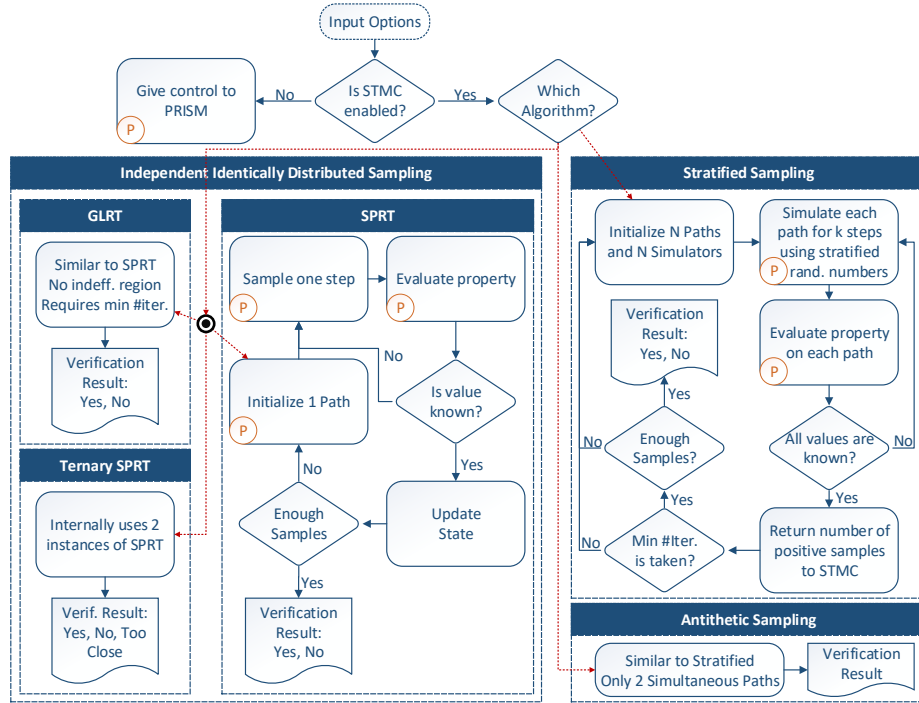 Input Options
Give control to
PRISM
P
No
Is STMC
enabled?
Yes
Which
Algorithm?
Independent Identically Distributed Sampling
GLRT
Similar to SPRT
No indeff. region
Requires min #iter.
Verification
Result:
Yes, No
Ternary SPRT
Internally uses 2
instances of SPRT
Verif. Result:
Yes, No, Too
Close
SPRT
Sample one step
P
Evaluate property
P
No
Initialize 1 Path
P
Is value
known?
No
Yes
Enough
Samples
Update
State
Yes
Verification
Result:
Yes, No
Stratified Sampling
Initialize N Paths
and N Simulators
Simulate each
path for k steps
using stratified
rand. numbers
P
Verification
Result:
Yes, No
Evaluate property
on each path
P
Yes
No
Enough
Samples?
All values are
known?
No
Yes
Yes
No
Min #Iter.
is taken?
Return number of
positive samples
to STMC
Antithetic Sampling
Similar to Stratified
Only 2 Simultaneous Paths
Verification
Result